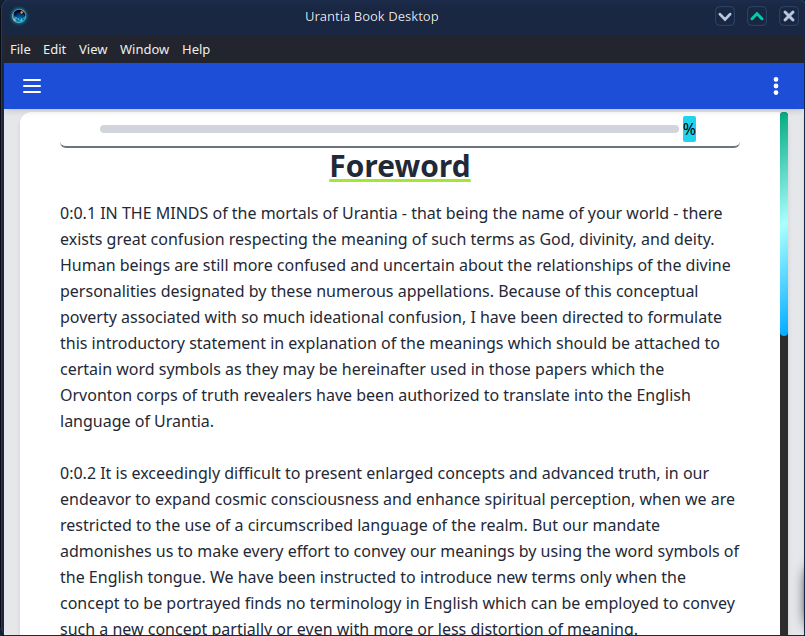 Urantia Book Desktop
File Edit View Window Help
%
Foreword
0:0.1 IN THE MINDS of the mortals of Urantia - that being the name of your world - there
exists great confusion respecting the meaning of such terms as God, divinity, and deity.
Human beings are still more confused and uncertain about the relationships of the divine
personalities designated by these numerous appellations. Because of this conceptual
poverty associated with so much ideational confusion, I have been directed to formulate
this introductory statement in explanation of the meanings which should be attached to
certain word symbols as they may be hereinafter used in those papers which the
Orvonton corps of truth revealers have been authorized to translate into the English
language of Urantia.
0:0.2 It is exceedingly difficult to present enlarged concepts and advanced truth, in our
endeavor to expand cosmic consciousness and enhance spiritual perception, when we are
restricted to the use of a circumscribed language of the realm. But our mandate
admonishes us to make every effort to convey our meanings by using the word symbols of
the English tongue. We have been instructed to introduce new terms only when the
concept to be portrayed finds no terminology in English which can be employed to convey
such a new concept partially or even with more or less distortion of meaning.